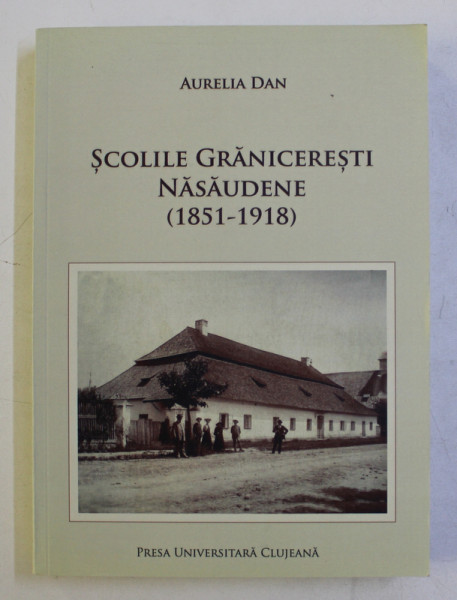 AURELIA DAN
ȘCOLILE GRĂNICEREȘTI
NĂSĂUDENE
(1851-1918)
PRESA UNIVERSITARĂ CLUJEANĂ